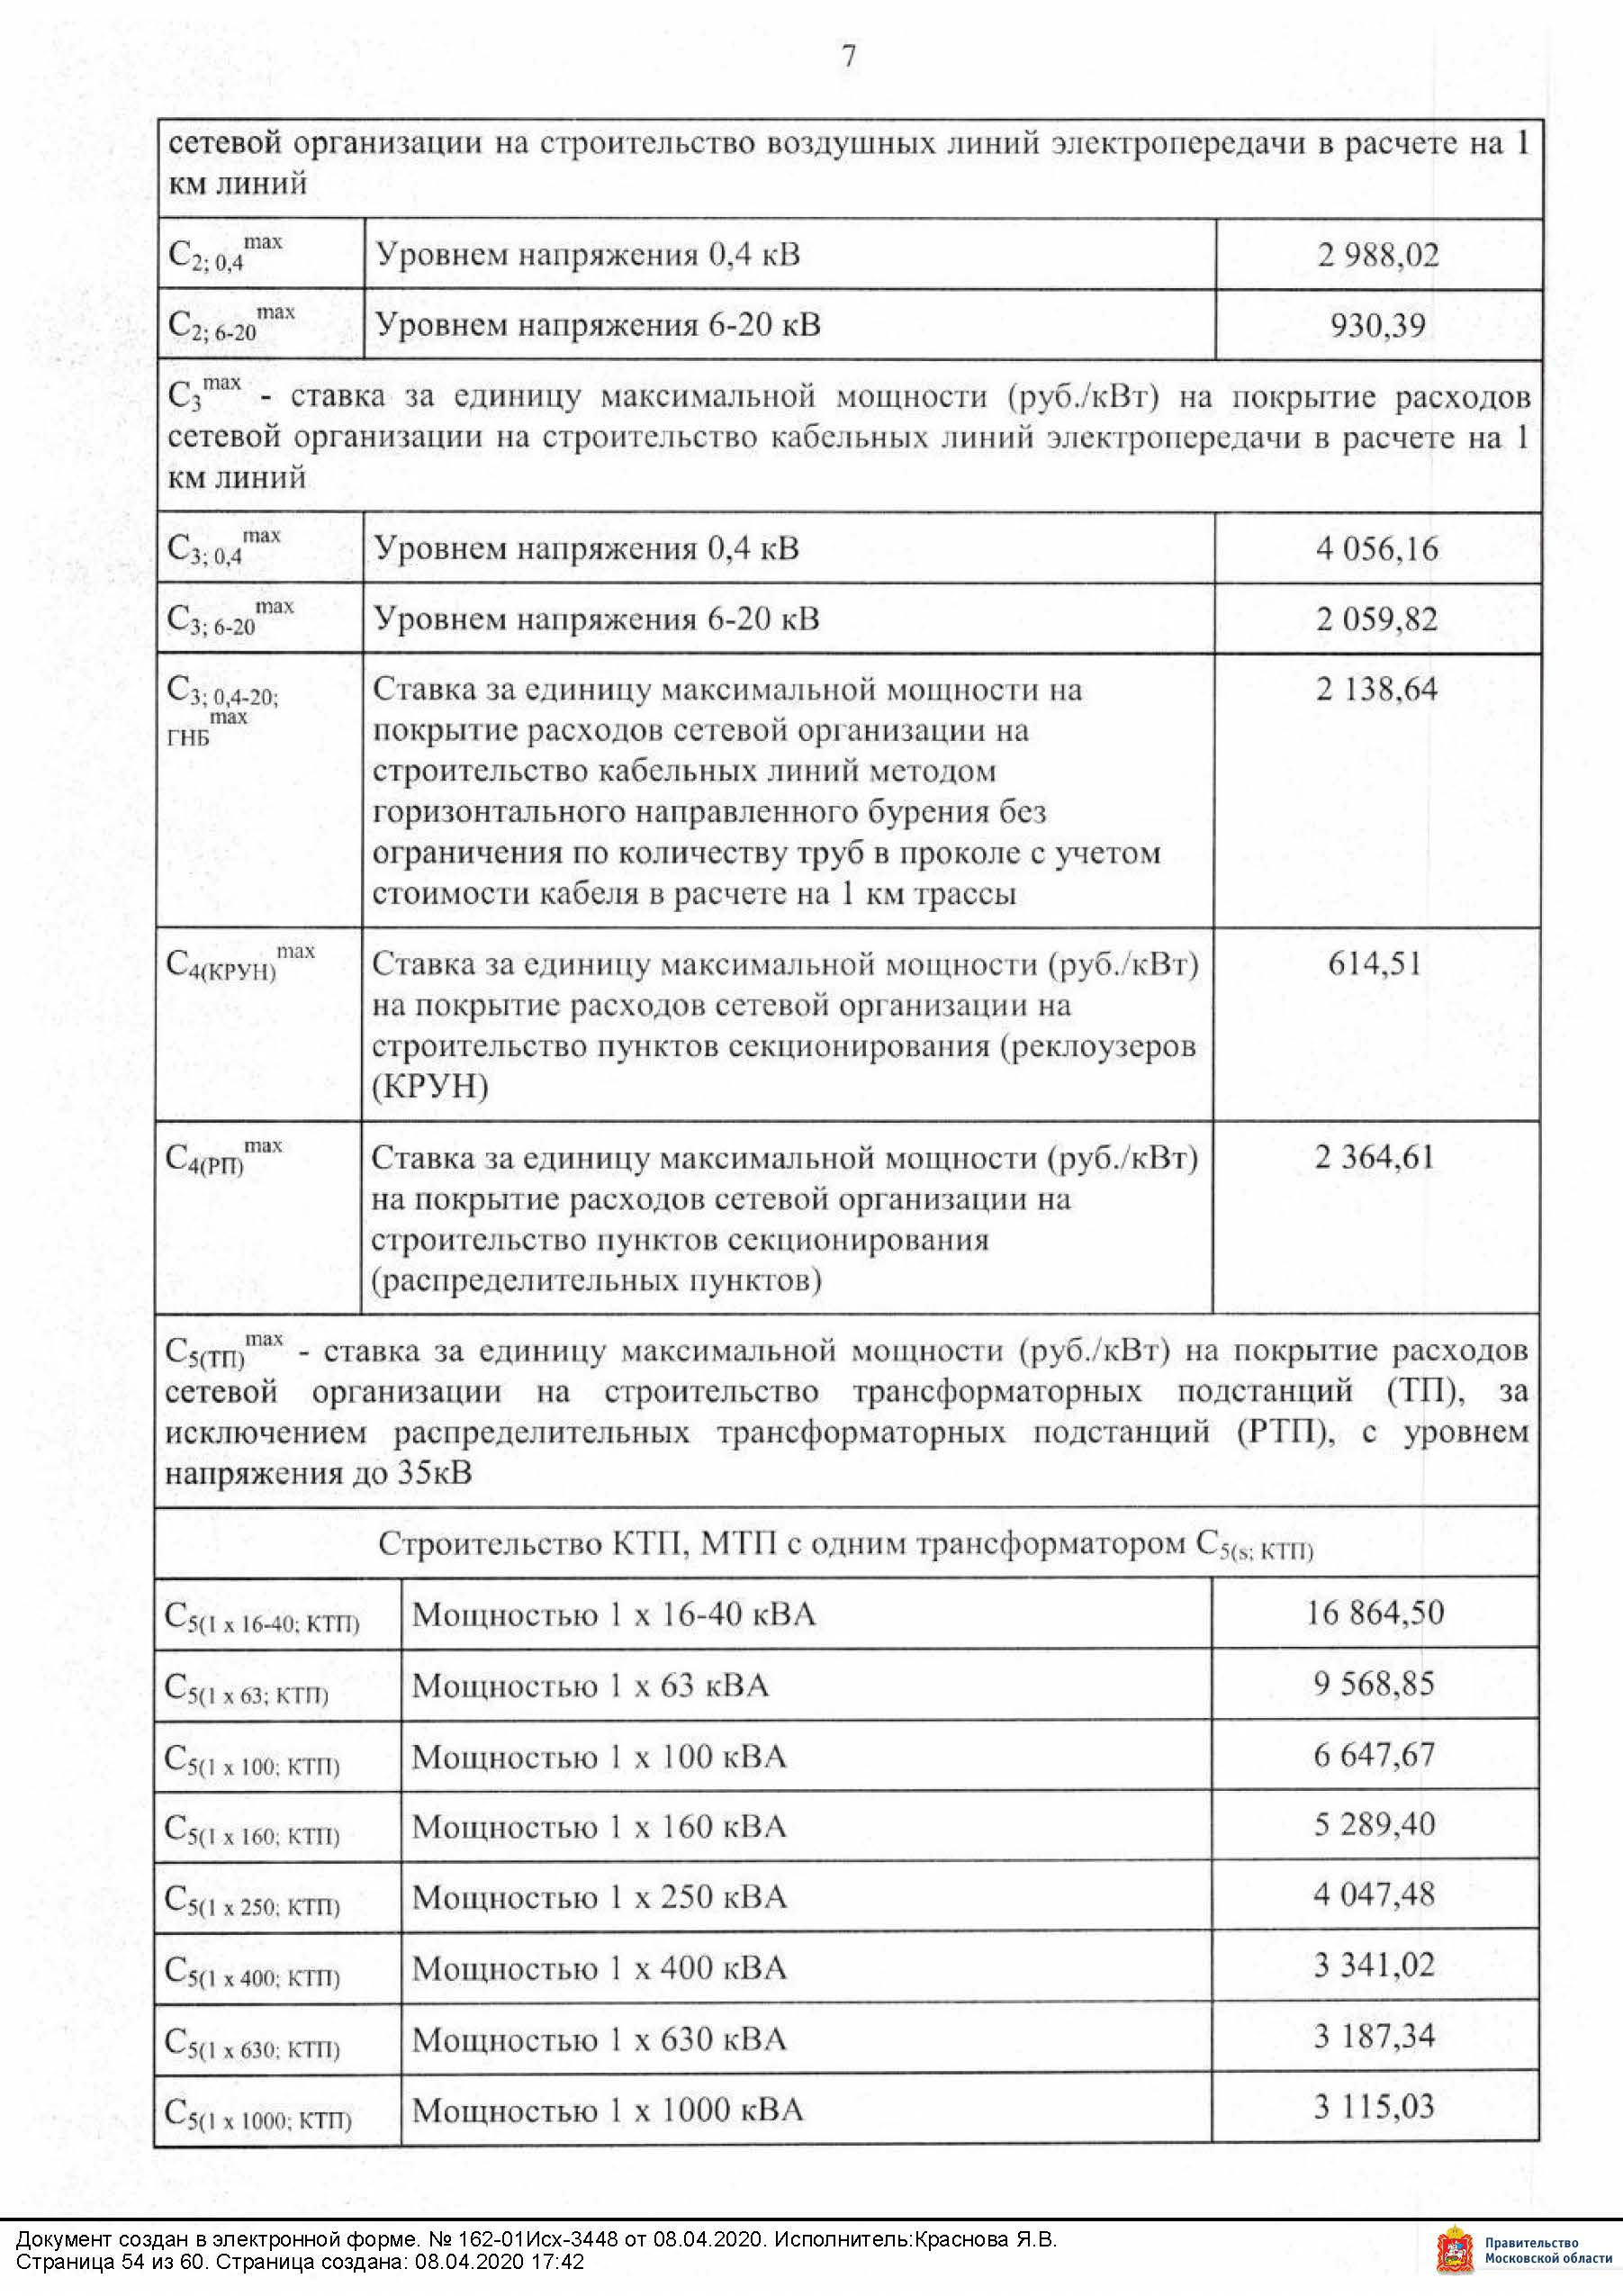 7
сетевой организации на строительство воздушных линий электропередачи в расчете на 1
км линий
C2; 0,4 max Уровнем напряжения 0,4 кВ 2 988,02
C2; 6-20 max Уровнем напряжения 6-20 кВ 930,39
C3 max - ставка за единицу максимальной мощности (руб./кВт) на покрытие расходов
сетевой организации на строительство кабельных линий электропередачи в расчете на 1
км линий
C3; 0,4 max Уровнем напряжения 0,4 кВ 4 056,16
C3; 6-20 max Уровнем напряжения 6-20 кВ 2 059,82
C3; 0,4-20; Ставка за единицу максимальной мощности на 2 138,64
ГНБ max покрытие расходов сетевой организации на
строительство кабельных линий методом
горизонтального направленного бурения без
ограничения по количеству труб в проколе с учетом
стоимости кабеля в расчете на 1 км трассы
C4(КРУН) max Ставка за единицу максимальной мощности (руб./кВт) 614,51
на покрытие расходов сетевой организации на
строительство пунктов секционирования (реклоузеров
(КРУН)
C4(РП) max Ставка за единицу максимальной мощности (руб./кВт) 2 364,61
на покрытие расходов сетевой организации на
строительство пунктов секционирования
(распределительных пунктов)
C5(ТП) max - ставка за единицу максимальной мощности (руб./кВт) на покрытие расходов
сетевой организации на строительство трансформаторных подстанций (ТП), за
исключением распределительных трансформаторных подстанций (РТП), с уровнем
напряжения до 35кВ
Строительство КТП, МТП с одним трансформатором C5(s; КТП)
C5(1 x 16-40; КТП) Мощностью 1 x 16-40 кВА 16 864,50
C5(1 x 63; КТП) Мощностью 1 x 63 кВА 9 568,85
C5(1 x 100; КТП) Мощностью 1 x 100 кВА 6 647,67
C5(1 x 160; КТП) Мощностью 1 x 160 кВА 5 289,40
C5(1 x 250; КТП) Мощностью 1 x 250 кВА 4 047,48
C5(1 x 400; КТП) Мощностью 1 x 400 кВА 3 341,02
C5(1 x 630; КТП) Мощностью 1 x 630 кВА 3 187,34
C5(1 x 1000; КТП) Мощностью 1 x 1000 кВА 3 115,03
Документ создан в электронной форме. № 162-01Исх-3448 от 08.04.2020. Исполнитель:Краснова Я.В.
Страница 54 из 60. Страница создана: 08.04.2020 17:42
Правительство
Московской области